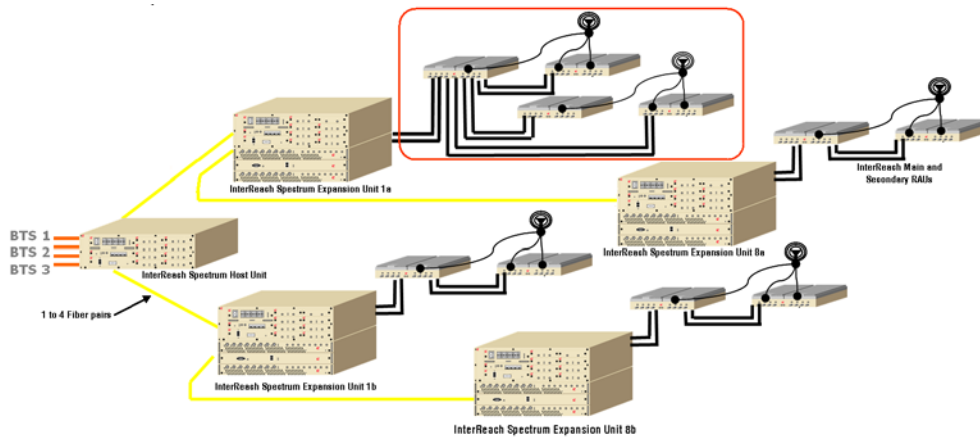 InterReach Spectrum Expansion Unit 1a
InterReach Main and
Secondary RAUs
BTS 1
BTS 2
BTS 3
InterReach Spectrum Host Unit
InterReach Spectrum Expansion Unit 8a
1 to 4 Fiber pairs
InterReach Spectrum Expansion Unit 1b
InterReach Spectrum Expansion Unit 8b